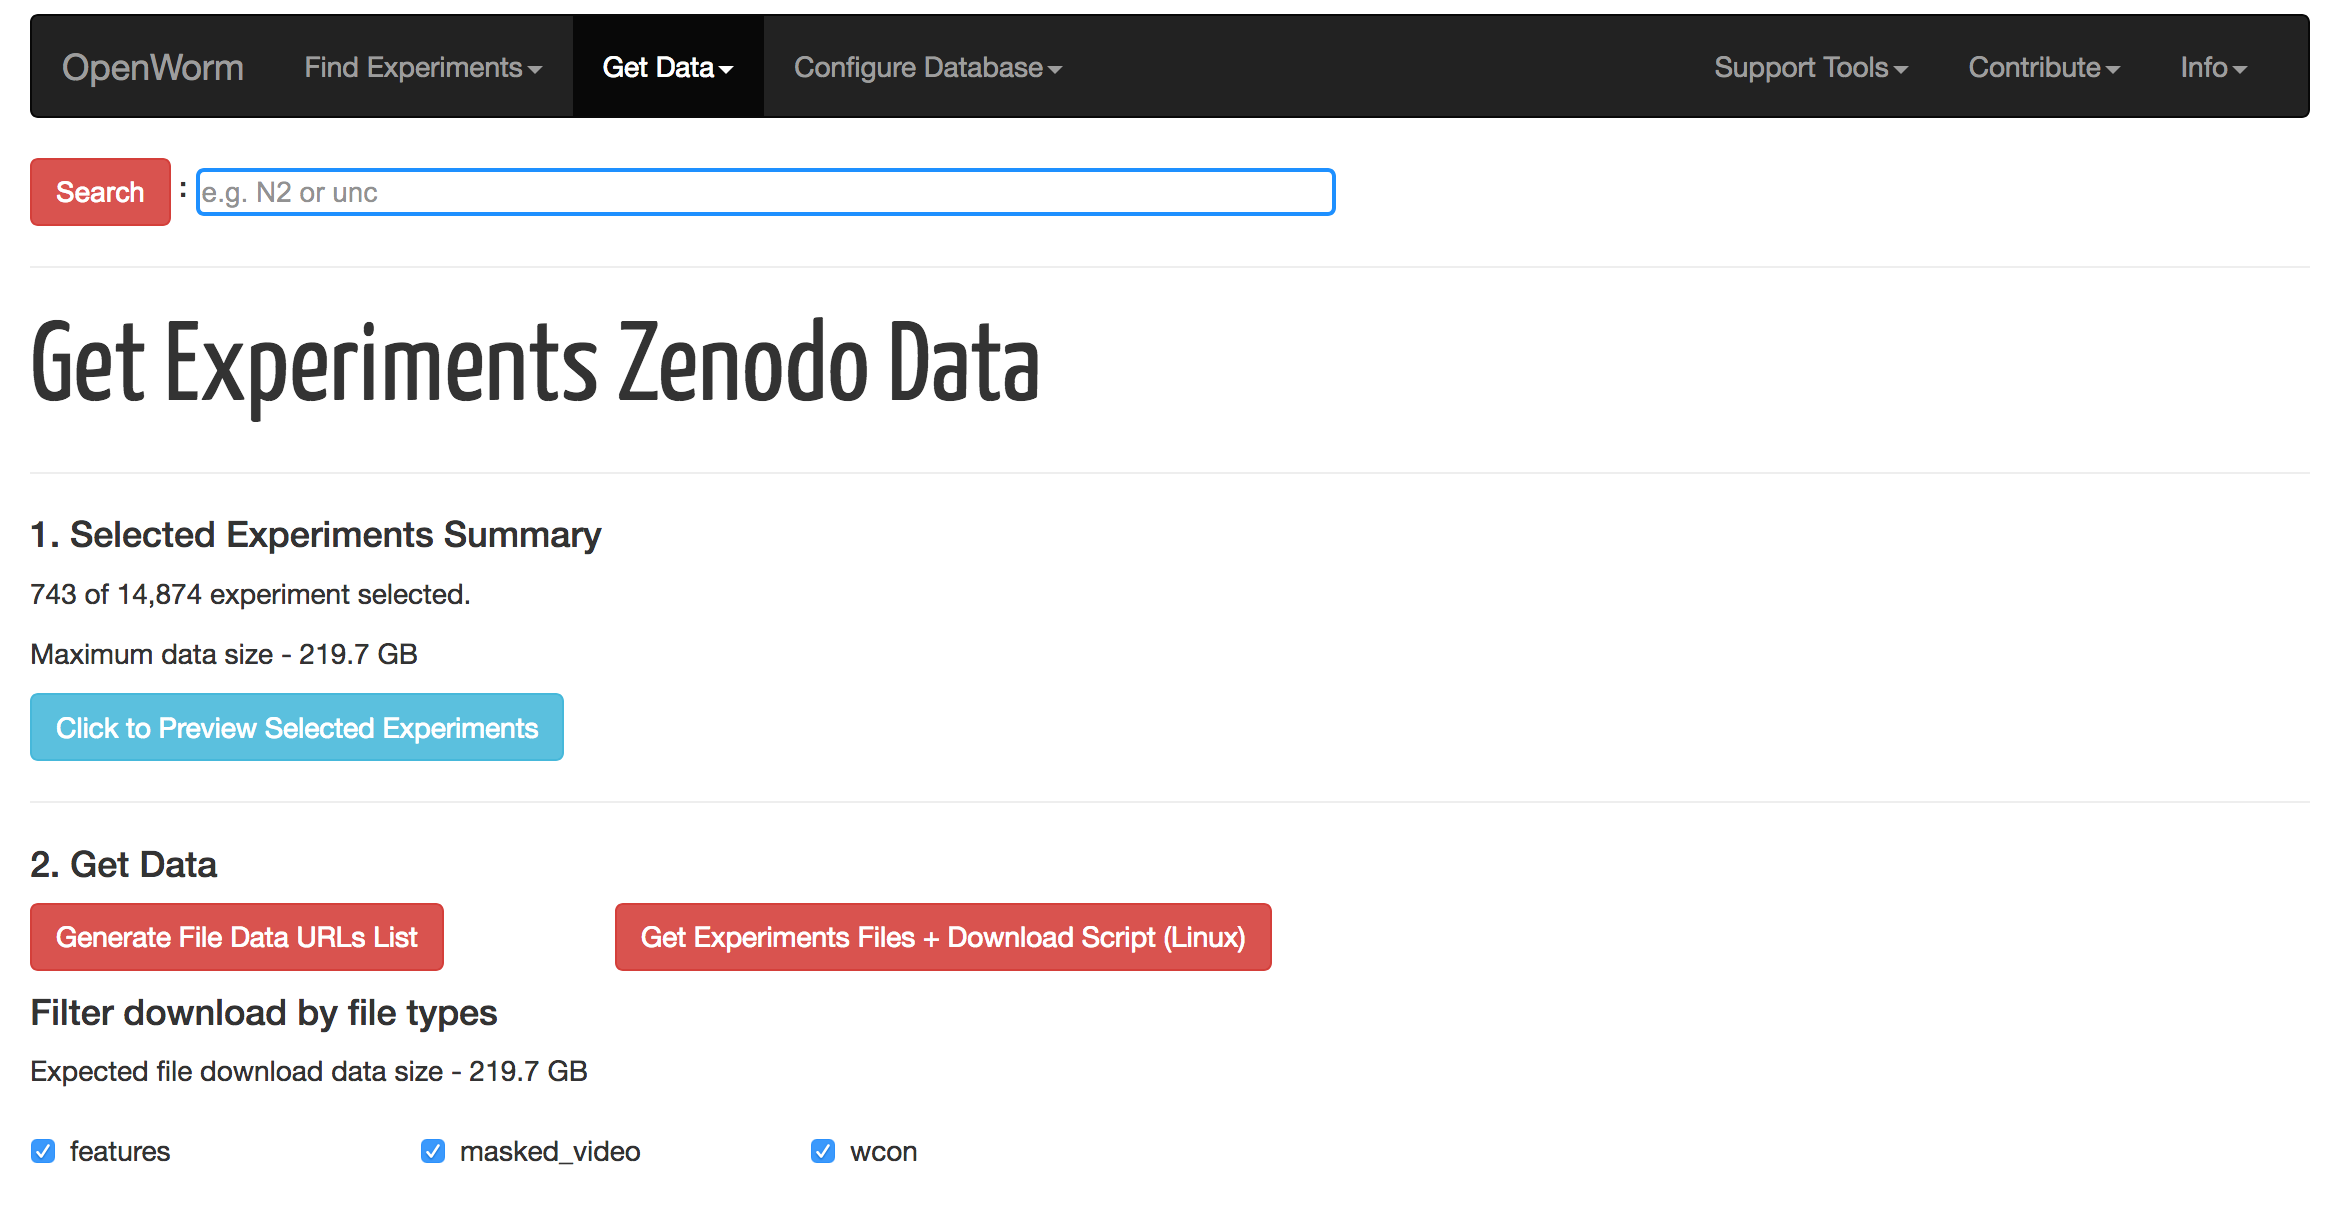 OpenWorm Find Experiments Get Data Configure Database Support Tools Contribute Info
Search : e.g. N2 or unc
Get Experiments Zenodo Data
1. Selected Experiments Summary
743 of 14,874 experiment selected.
Maximum data size - 219.7 GB
Click to Preview Selected Experiments
2. Get Data
Generate File Data URLs List Get Experiments Files + Download Script (Linux)
Filter download by file types
Expected file download data size - 219.7 GB
features masked_video wcon